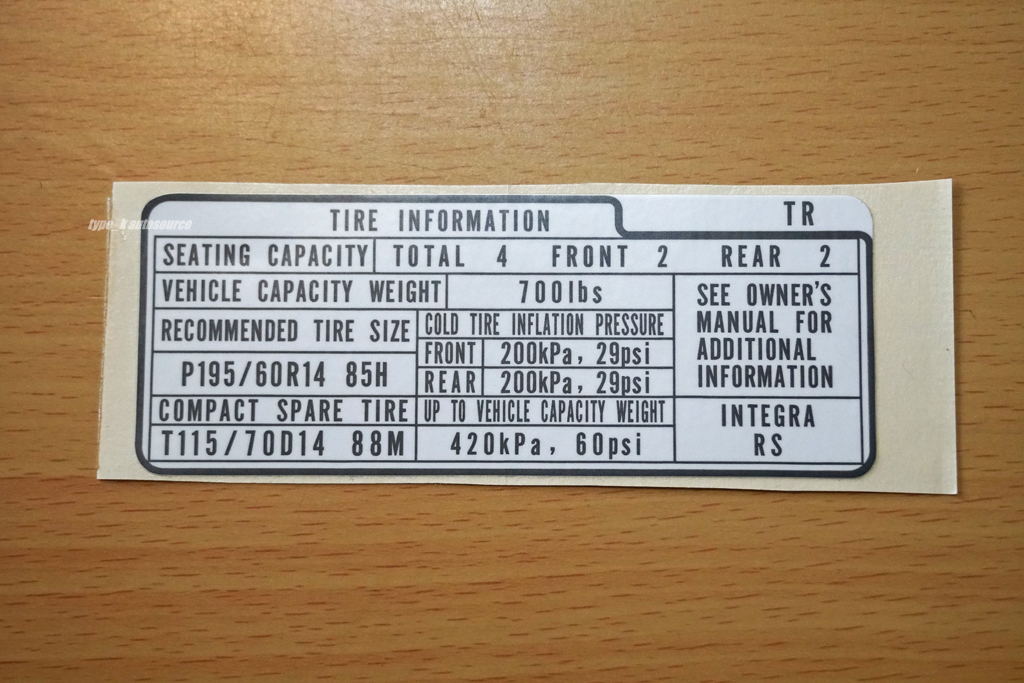 type_k autosource
TIRE INFORMATION
TR
SEATING CAPACITY TOTAL 4 FRONT 2 REAR 2
VEHICLE CAPACITY WEIGHT 700lbs
RECOMMENDED TIRE SIZE
P195/60R14 85H
COLD TIRE INFLATION PRESSURE
FRONT 200kPa, 29psi
REAR 200kPa, 29psi
SEE OWNER'S
MANUAL FOR
ADDITIONAL
INFORMATION
COMPACT SPARE TIRE
T115/70D14 88M
UP TO VEHICLE CAPACITY WEIGHT
420kPa, 60psi
INTEGRA
RS